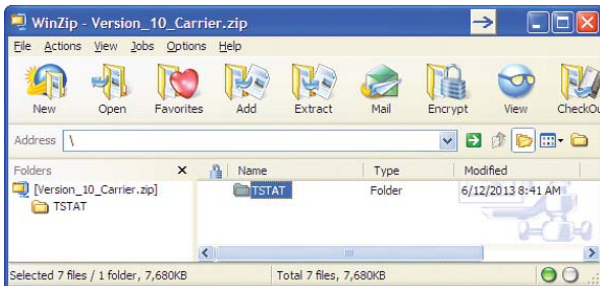 WinZip - Version_10_Carrier.zip
File Actions View Jobs Options Help
New Open Favorites Add Extract Mail Encrypt View CheckOu
Address \
Folders Name Type Modified
[Version_10_Carrier.zip] TSTAT Folder 6/12/2013 8:41 AM
TSTAT
Selected 7 files / 1 folder, 7,680KB Total 7 files, 7,680KB